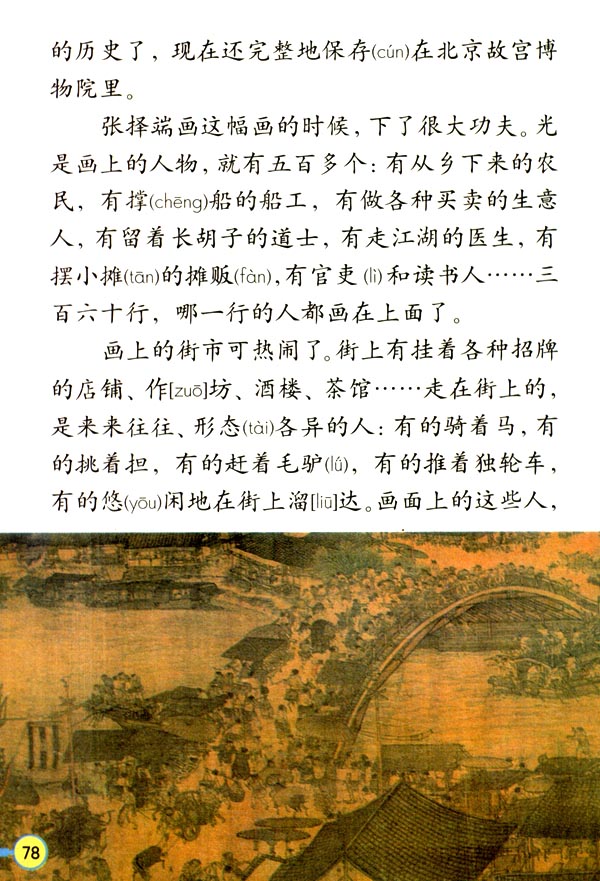 的历史了，现在还完整地保存(cún)在北京故宫博
物院里。
张择端画这幅画的时候，下了很大功夫。光
是画上的人物，就有五百多个：有从乡下来的农
民，有撑(chēng)船的船工，有做各种买卖的生意
人，有留着长胡子的道士，有走江湖的医生，有
摆小摊(tān)的摊贩(fàn)，有官吏(lì)和读书人……三
百六十行，哪一行的人都画在上面了。
画上的街市可热闹了。街上有挂着各种招牌
的店铺、作[zuō]坊、酒楼、茶馆……走在街上的，
是来来往往、形态(tài)各异的人：有的骑着马，有
的挑着担，有的赶着毛驴(lǘ)，有的推着独轮车，
有的悠(yōu)闲地在街上溜[liū]达。画面上的这些人，
78